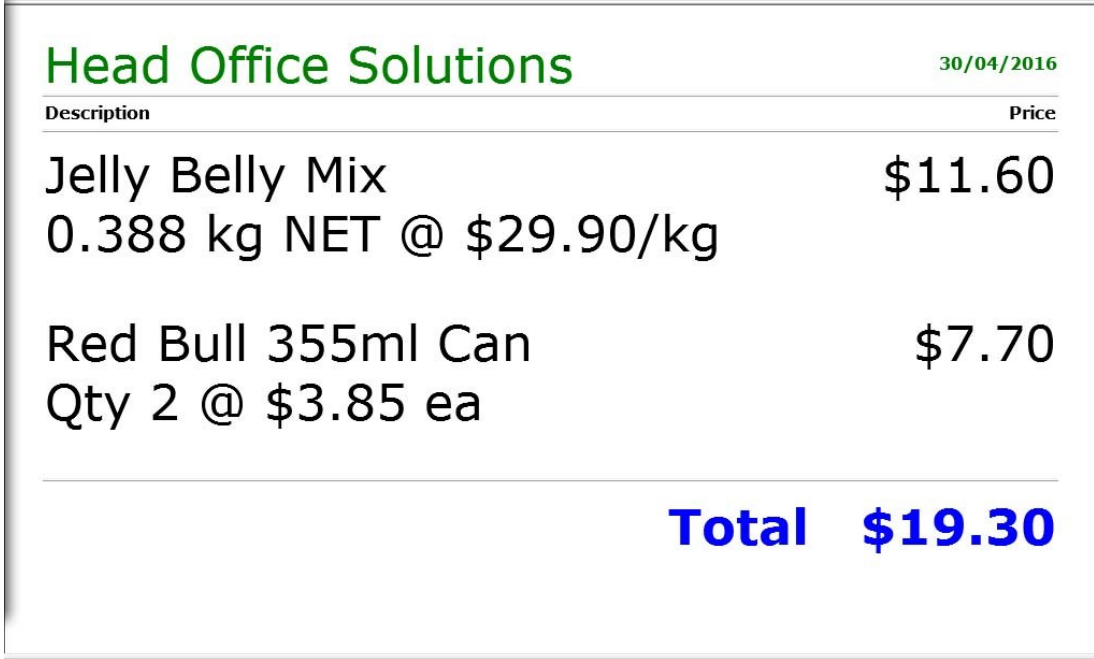 Head Office Solutions 30/04/2016
Description Price
Jelly Belly Mix $11.60
0.388 kg NET @ $29.90/kg
Red Bull 355ml Can $7.70
Qty 2 @ $3.85 ea
Total $19.30